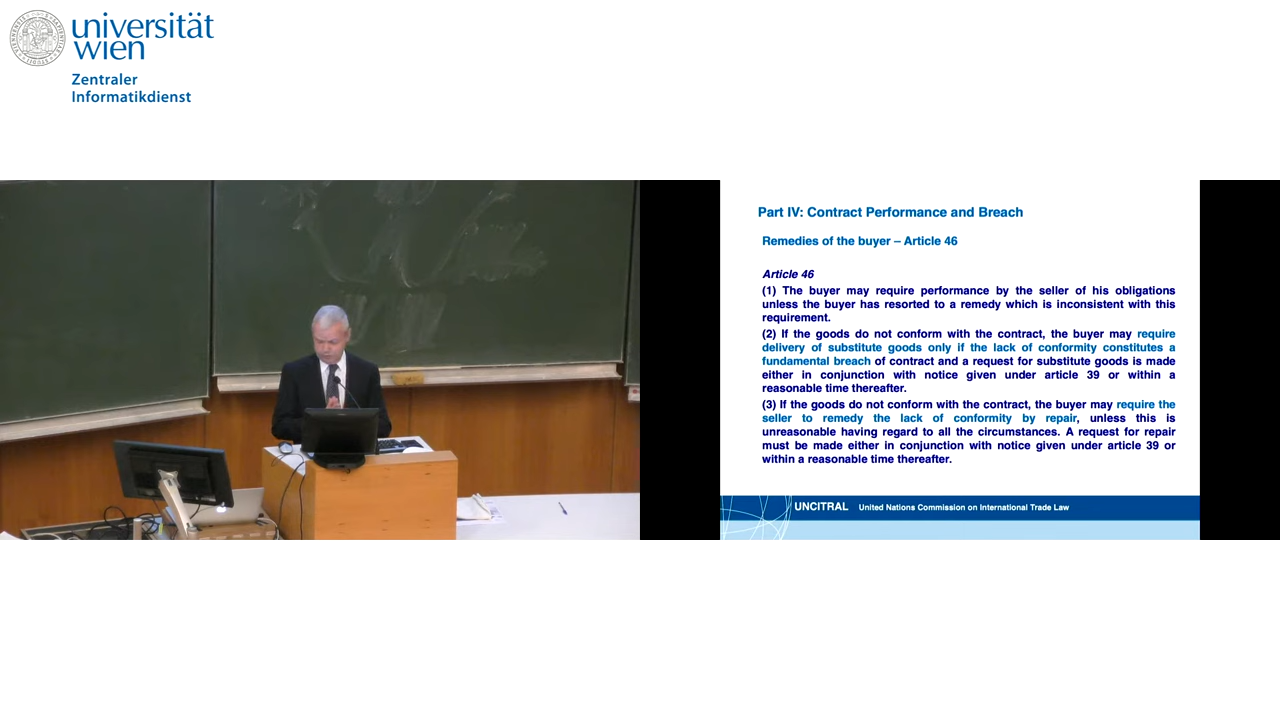 universität
wien
Zentraler
Informatikdienst
Part IV: Contract Performance and Breach
Remedies of the buyer – Article 46
Article 46
(1) The buyer may require performance by the seller of his obligations
unless the buyer has resorted to a remedy which is inconsistent with this
requirement.
(2) If the goods do not conform with the contract, the buyer may require
delivery of substitute goods only if the lack of conformity constitutes a
fundamental breach of contract and a request for substitute goods is made
either in conjunction with notice given under article 39 or within a
reasonable time thereafter.
(3) If the goods do not conform with the contract, the buyer may require the
seller to remedy the lack of conformity by repair, unless this is
unreasonable having regard to all the circumstances. A request for repair
must be made either in conjunction with notice given under article 39 or
within a reasonable time thereafter.
UNCITRAL United Nations Commission on International Trade Law